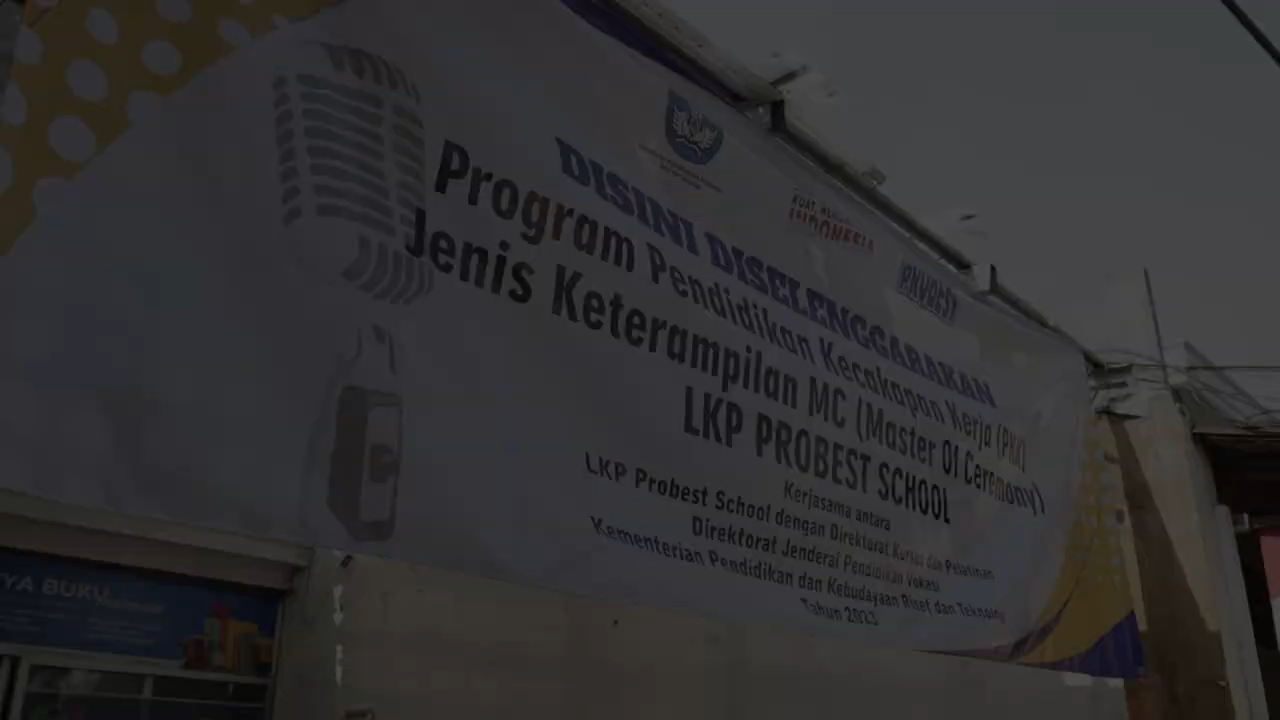 DISINI DISELENGGARAKAN
Program Pendidikan Kecakapan Kerja (PKK)
Jenis Keterampilan MC (Master Of Ceremony)
LKP PROBEST SCHOOL
Kerjasama antara
LKP Probest School dengan Direktorat Kursus dan Pelatihan
Direktorat Jenderal Pendidikan Vokasi
Kementerian Pendidikan dan Kebudayaan Riset dan Teknologi
Tahun 2023
INDONESIA
YA BUKU